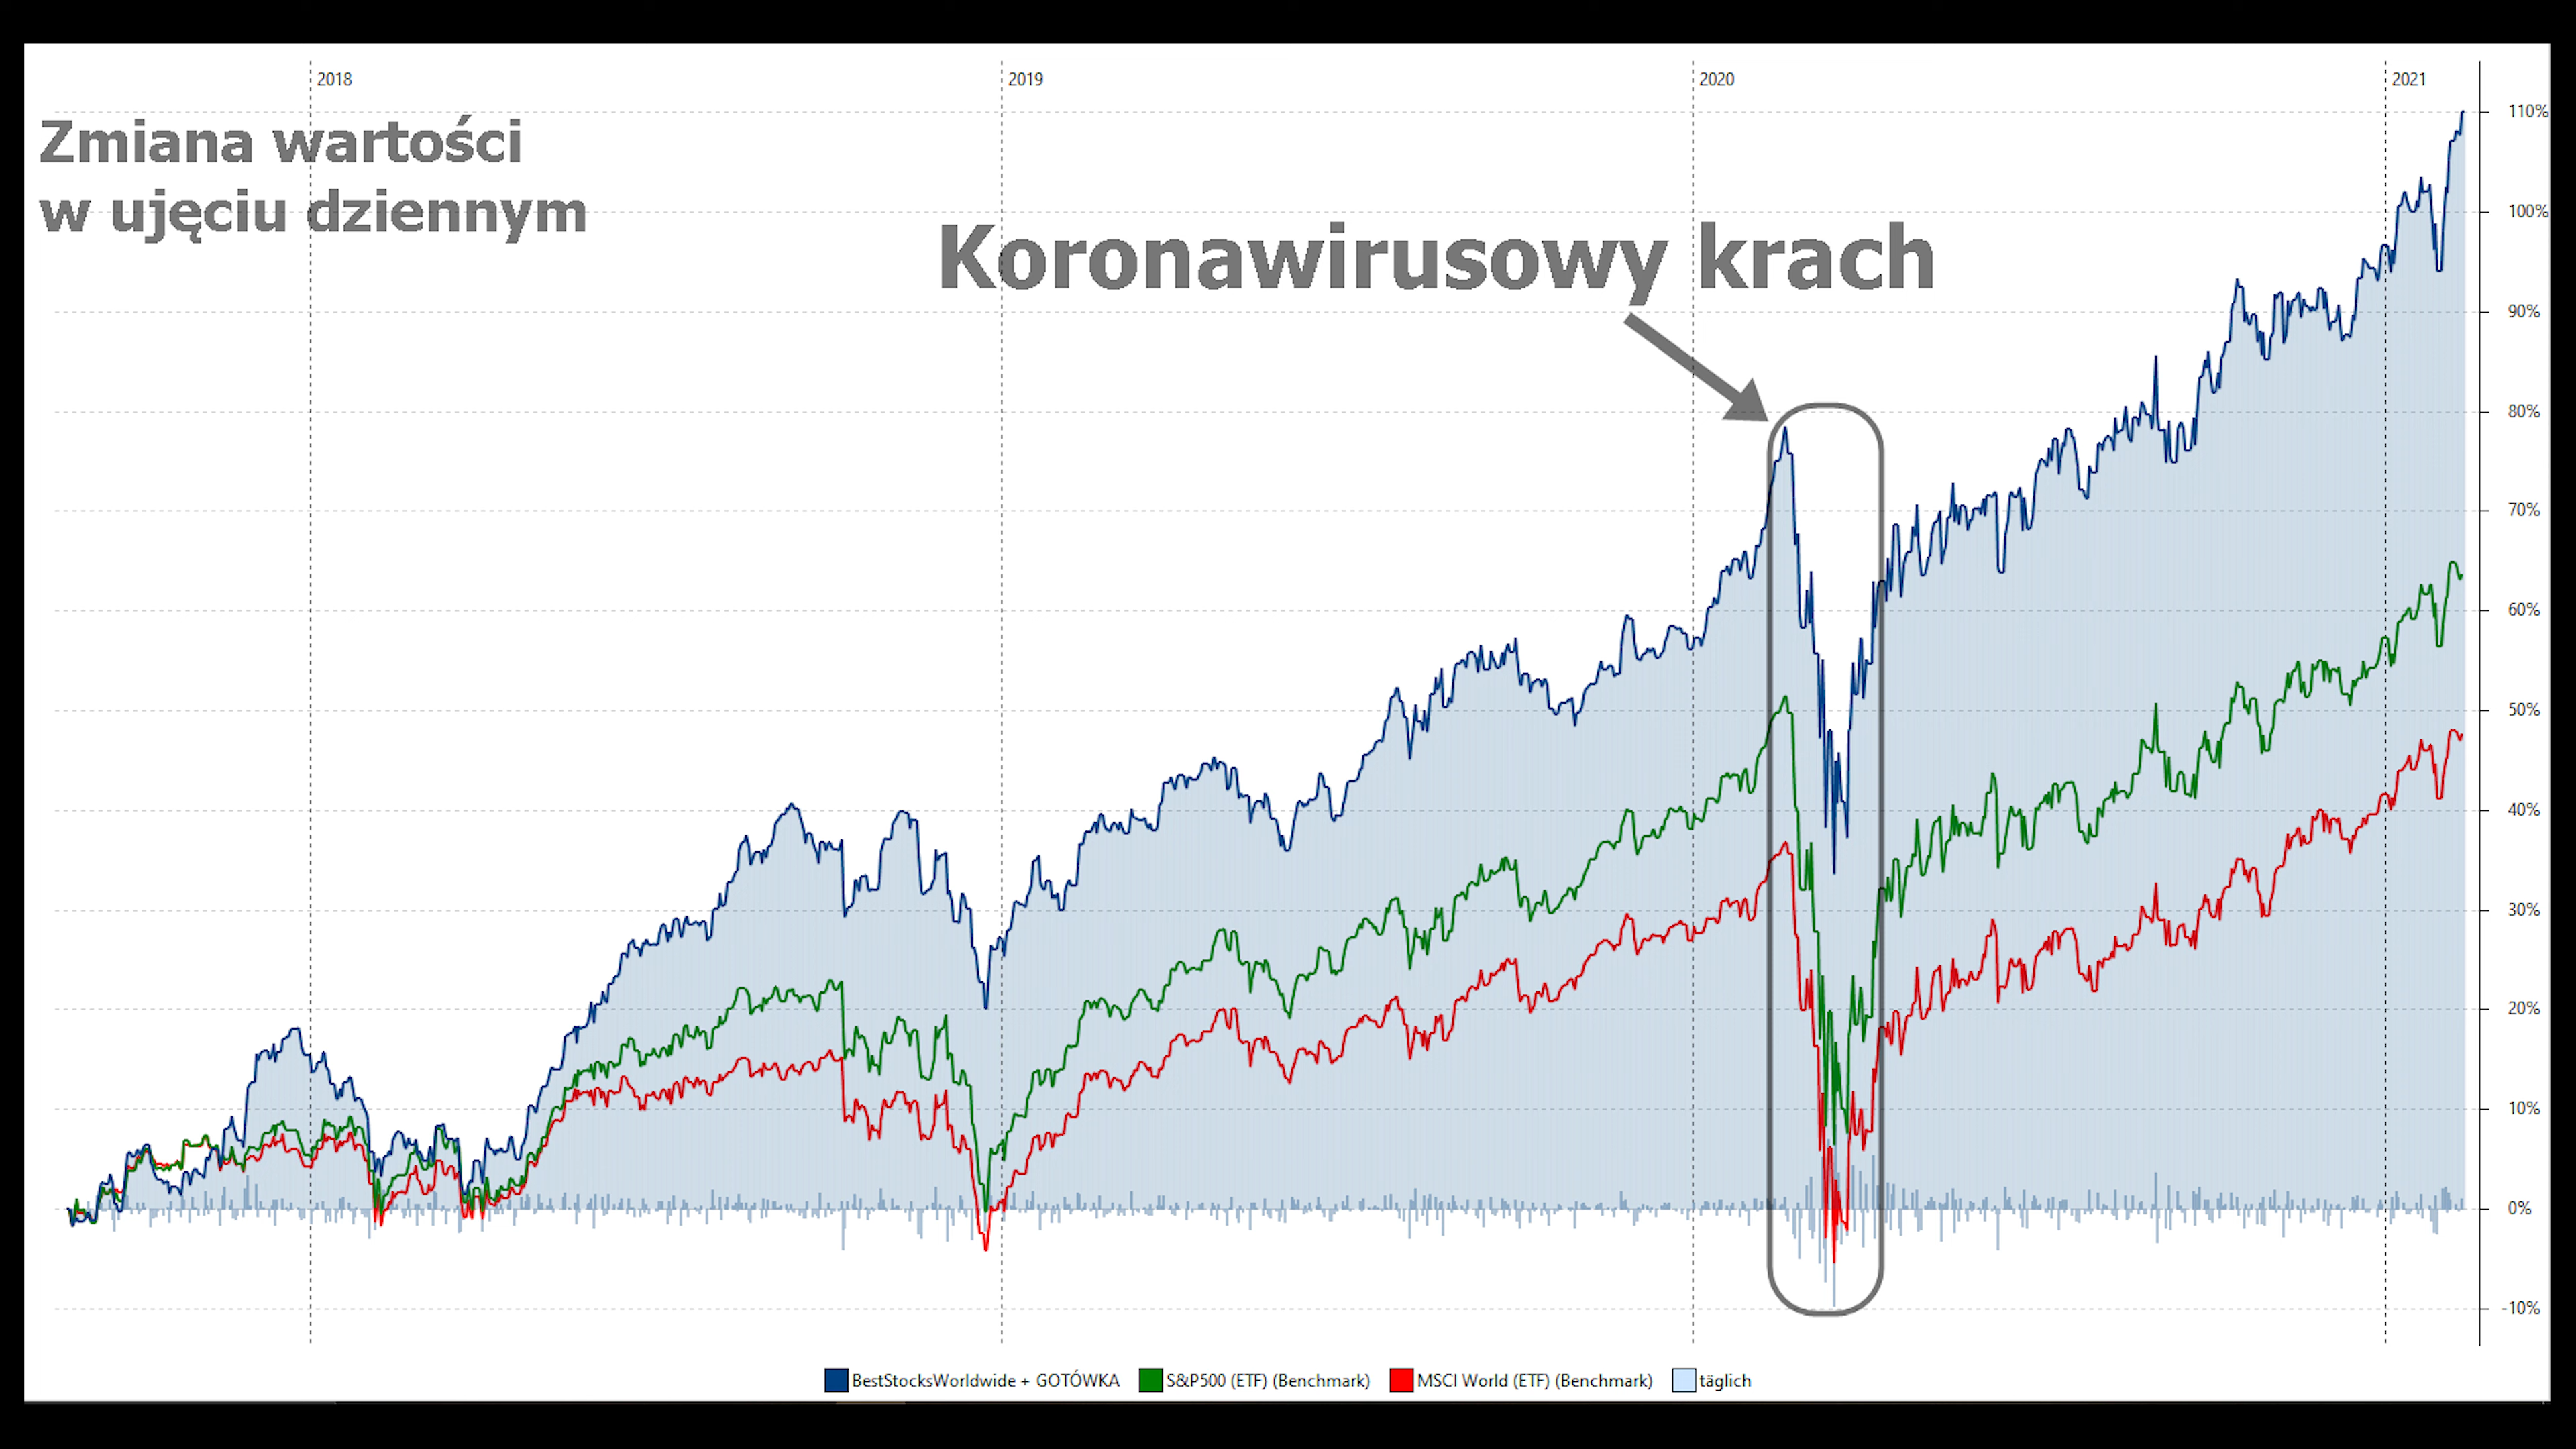 2018
2019
2020
2021
Zmiana wartości
w ujęciu dziennym
Koronawirusowy krach
110%
100%
90%
80%
70%
60%
50%
40%
30%
20%
10%
0%
-10%
BestStocksWorldwide + GOTÓWKA
S&P500 (ETF) (Benchmark)
MSCI World (ETF) (Benchmark)
täglich